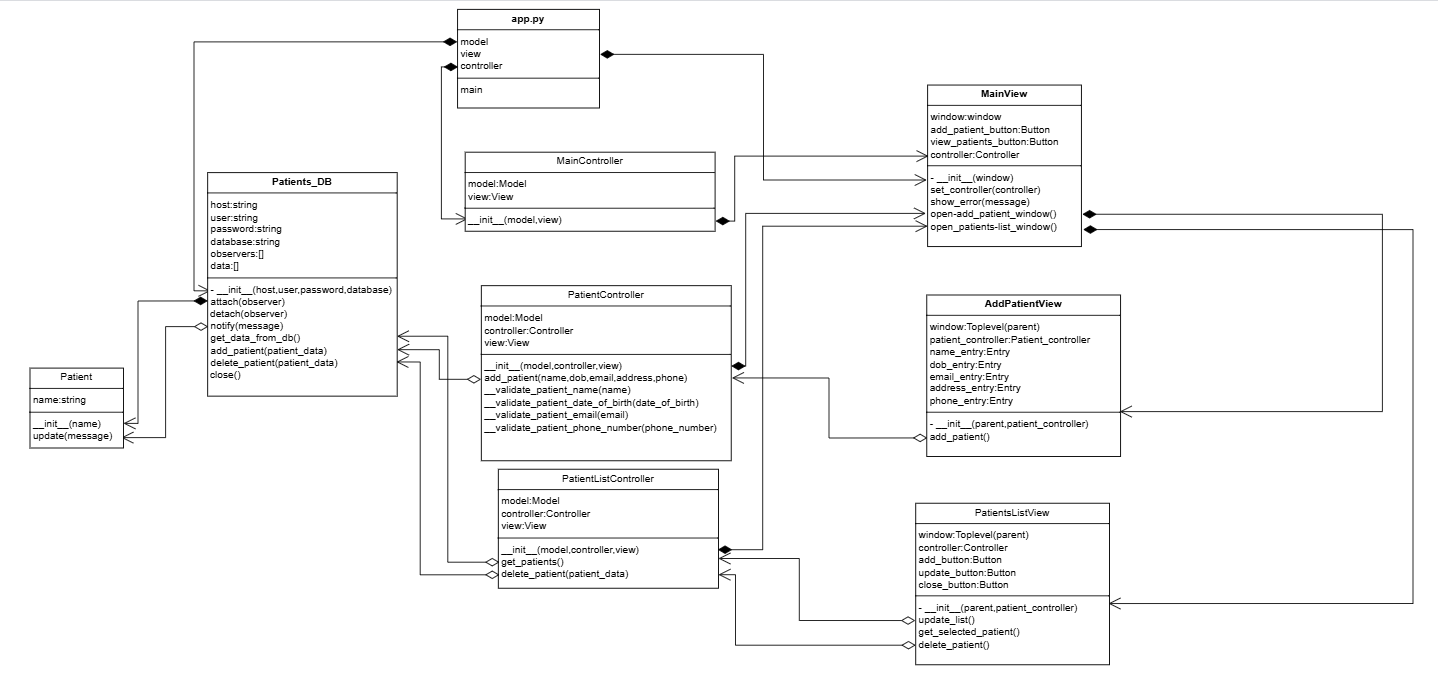 app.py
model
view
controller
main
MainView
window:window
add_patient_button:Button
view_patients_button:Button
controller:Controller
- __init__(window)
set_controller(controller)
show_error(message)
open-add_patient_window()
open_patients-list_window()
MainController
model:Model
view:View
__init__(model,view)
Patients_DB
host:string
user:string
password:string
database:string
observers:[]
data:[]
- __init__(host,user,password,database)
attach(observer)
detach(observer)
notify(message)
get_data_from_db()
add_patient(patient_data)
delete_patient(patient_data)
close()
PatientController
model:Model
controller:Controller
view:View
__init__(model,controller,view)
add_patient(name,dob,email,address,phone)
__validate_patient_name(name)
__validate_patient_date_of_birth(date_of_birth)
__validate_patient_email(email)
__validate_patient_phone_number(phone_number)
AddPatientView
window:Toplevel(parent)
patient_controller:Patient_controller
name_entry:Entry
dob_entry:Entry
email_entry:Entry
address_entry:Entry
phone_entry:Entry
- __init__(parent,patient_controller)
add_patient()
Patient
name:string
__init__(name)
update(message)
PatientListController
model:Model
controller:Controller
view:View
__init__(model,controller,view)
get_patients()
delete_patient(patient_data)
PatientsListView
window:Toplevel(parent)
controller:Controller
add_button:Button
update_button:Button
close_button:Button
- __init__(parent,patient_controller)
update_list()
get_selected_patient()
delete_patient()